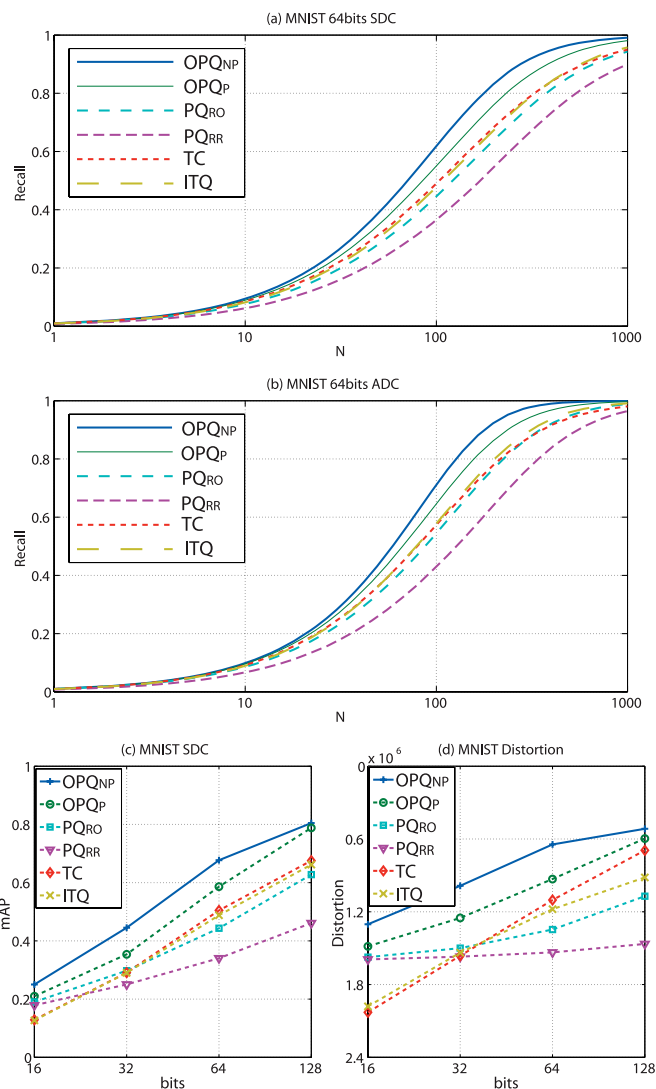 (a) MNIST 64bits SDC
1
0.8
0.6
0.4
0.2
0
Recall
OPQNP
OPQP
PQRO
PQRR
TC
ITQ
1 10 100 1000
N
(b) MNIST 64bits ADC
1
0.8
0.6
0.4
0.2
0
Recall
OPQNP
OPQP
PQRO
PQRR
TC
ITQ
1 10 100 1000
N
(c) MNIST SDC
1
0.8
0.6
0.4
0.2
0
mAP
OPQNP
OPQP
PQRO
PQRR
TC
ITQ
16 32 64 128
bits
(d) MNIST Distortion
x 10 6
0
0.6
1.2
1.8
2.4
Distortion
OPQNP
OPQP
PQRO
PQRR
TC
ITQ
16 32 64 128
bits